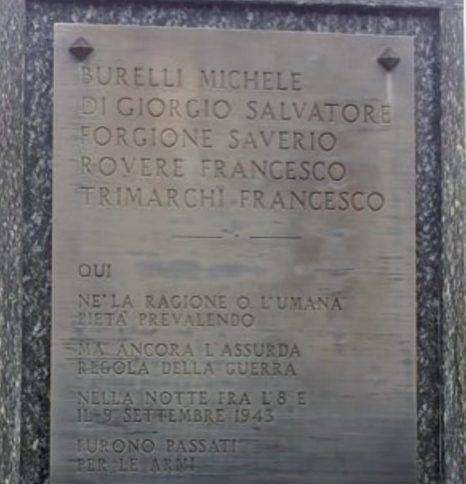 BURELLI MICHELE
DI GIORGIO SALVATORE
FORGIONE SAVERIO
ROVERE FRANCESCO
TRIMARCHI FRANCESCO
QUI
NE' LA RAGIONE O L'UMANA
PIETA' PREVALENDO
MA ANCORA L'ASSURDA
REGOLA DELLA GUERRA
NELLA NOTTE FRA L'8 E
IL 9 SETTEMBRE 1943
FURONO PASSATI
PER LE ARMI